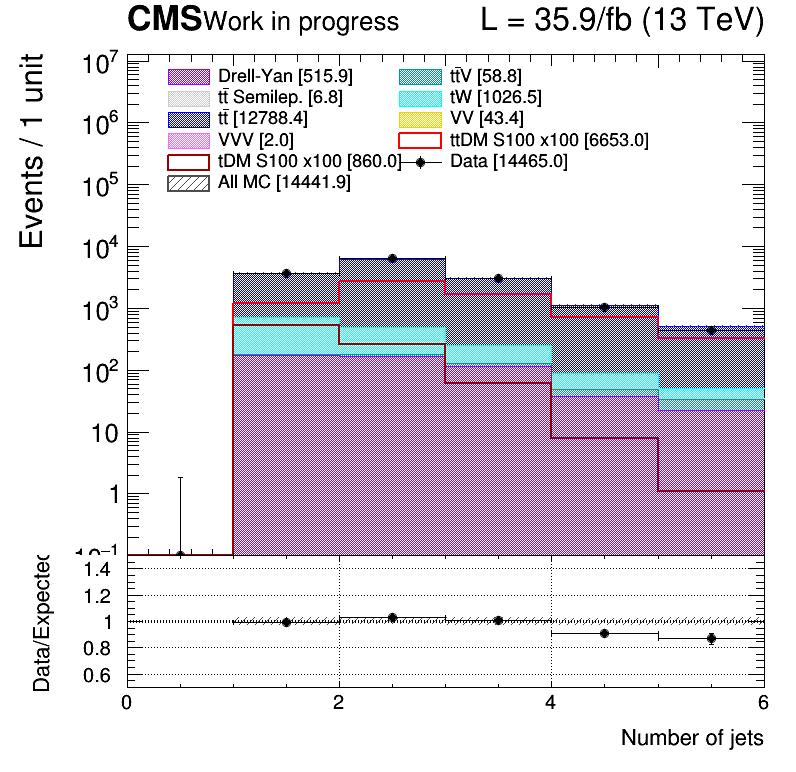 CMS Work in progress L = 35.9/fb (13 TeV)
Events / 1 unit
10⁷
10⁶
10⁵
10⁴
10³
10²
10
1
10⁻¹
Drell-Yan [515.9]
tt̄V [58.8]
tt̄ Semilep. [6.8]
tW [1026.5]
tt̄ [12788.4]
VV [43.4]
VVV [2.0]
ttDM S100 x100 [6653.0]
tDM S100 x100 [860.0]
Data [14465.0]
All MC [14441.9]
Data/Expected
1.4
1.2
1
0.8
0.6
0 2 4 6
Number of jets